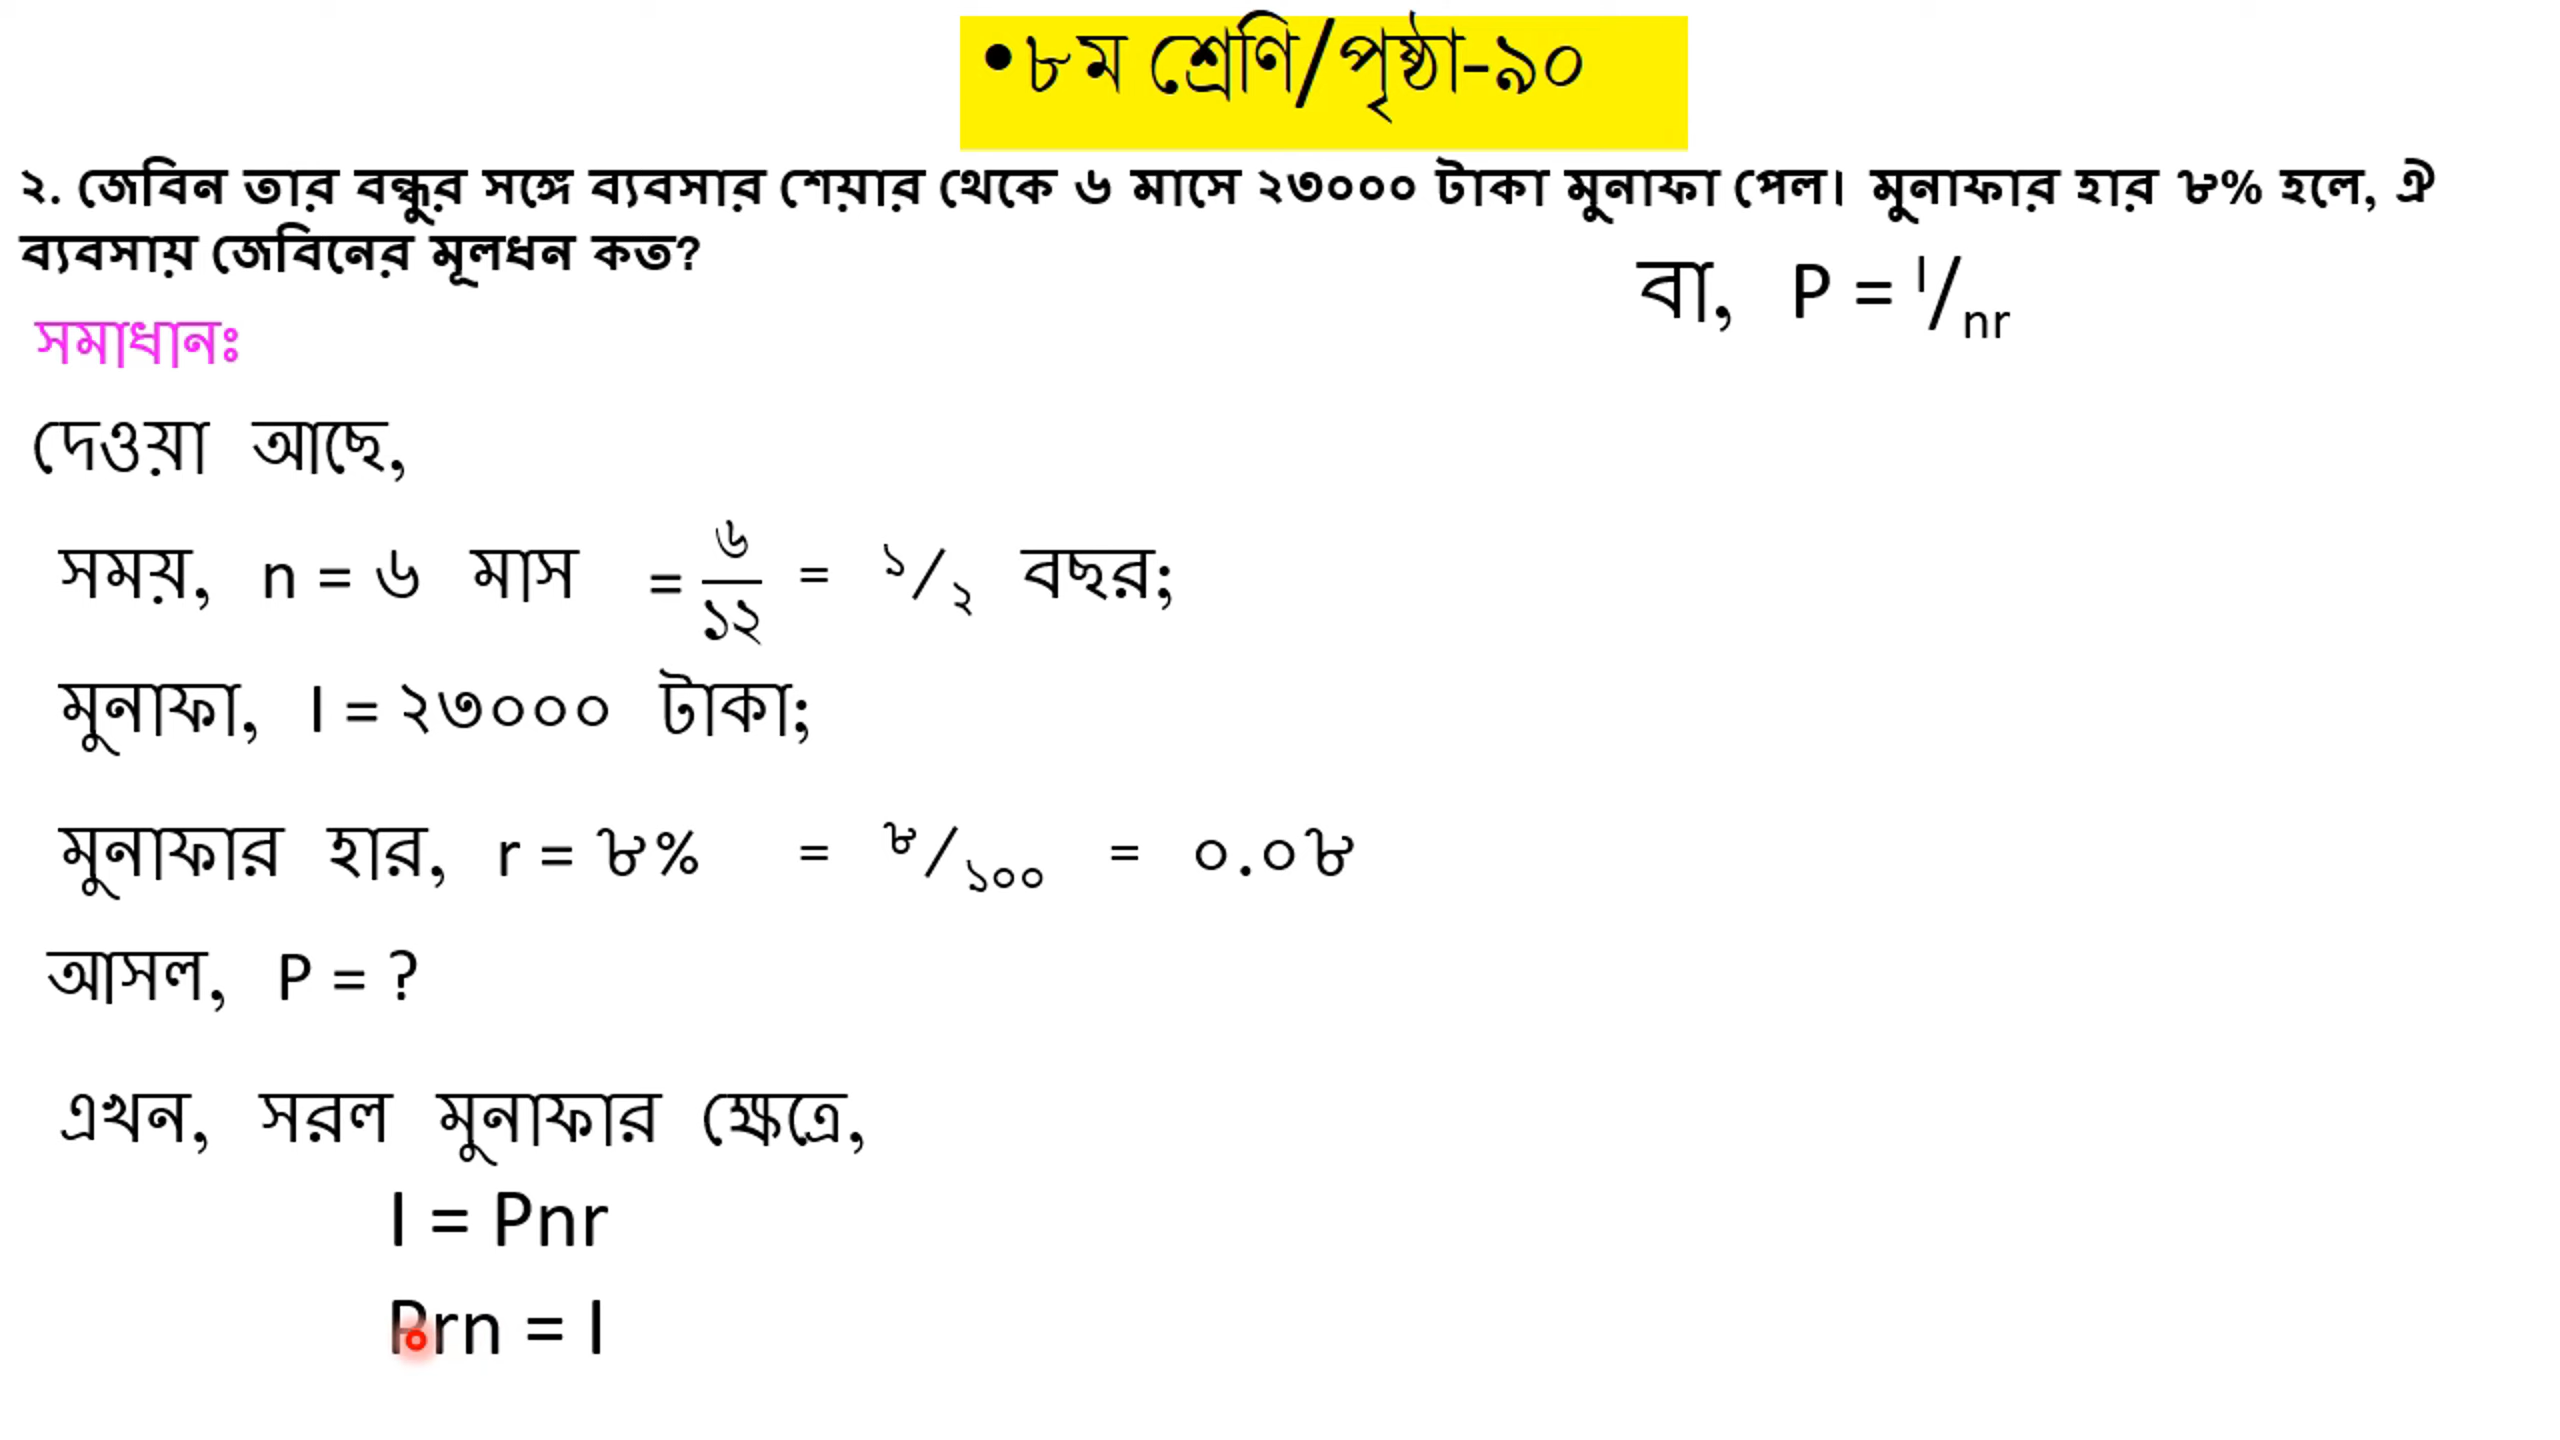 •৮ম শ্রেণি/পৃষ্ঠা-৯০
২. জেবিন তার বন্ধুর সঙ্গে ব্যবসার শেয়ার থেকে ৬ মাসে ২৩০০০ টাকা মুনাফা পেল। মুনাফার হার ৮% হলে, ঐ
ব্যবসায় জেবিনের মূলধন কত?
সমাধানঃ
দেওয়া আছে,
সময়, n = ৬ মাস = ৬/১২ = ১/২ বছর;
মুনাফা, I = ২৩০০০ টাকা;
মুনাফার হার, r = ৮% = ৮/১০০ = ০.০৮
আসল, P = ?
এখন, সরল মুনাফার ক্ষেত্রে,
I = Pnr
Prn = I
বা, P = I/nr